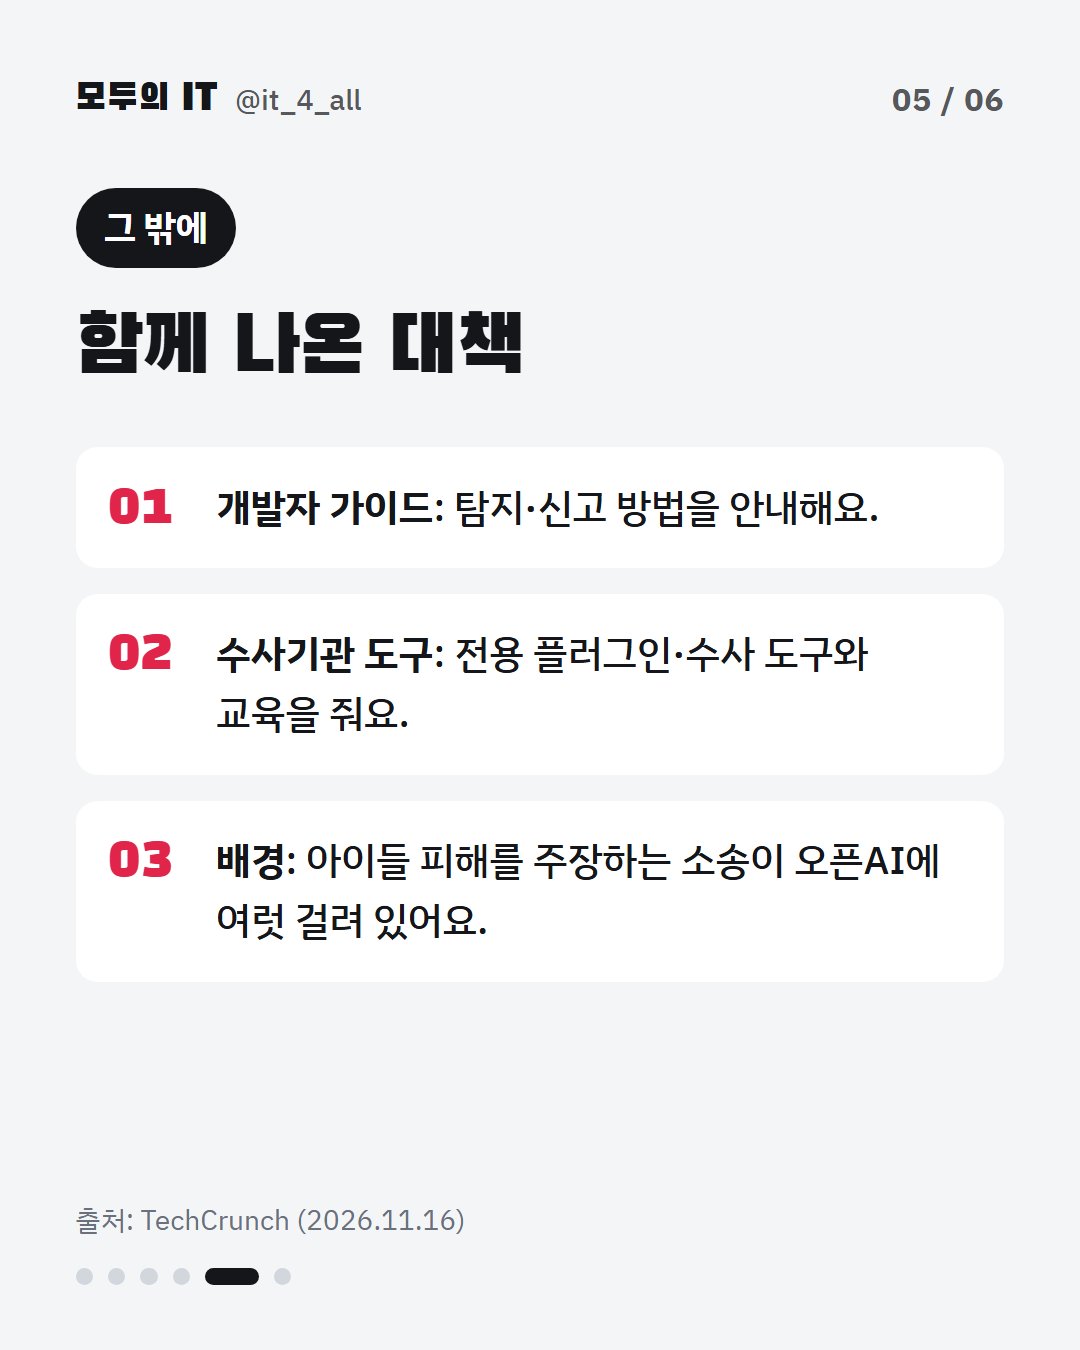 모두의 IT @it_4_all
05 / 06
그 밖에
함께 나온 대책
01 개발자 가이드: 탐지·신고 방법을 안내해요.
02 수사기관 도구: 전용 플러그인·수사 도구와
교육을 줘요.
03 배경: 아이들 피해를 주장하는 소송이 오픈AI에
여럿 걸려 있어요.
출처: TechCrunch (2026.11.16)